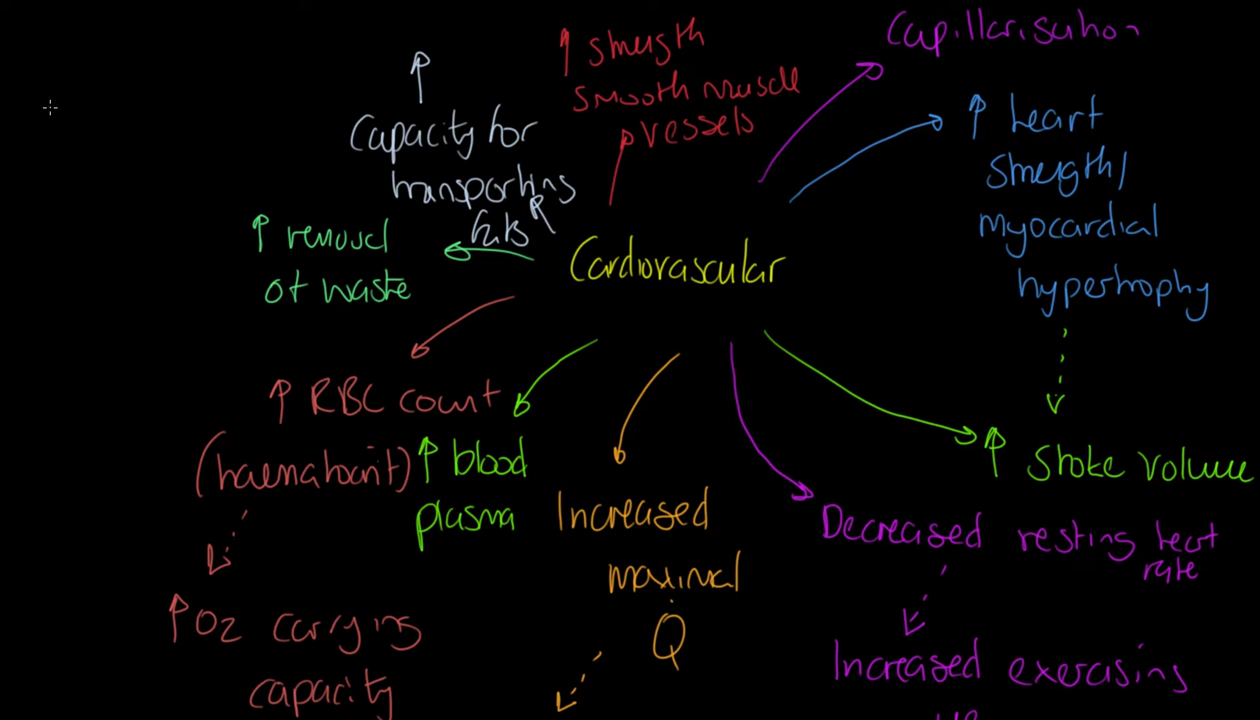 Capillarisation
↑ strength
smooth muscle
vessels
↑
Capacity for
transporting
fats
↑ heart
strength/
myocardial
hypertrophy
↑ removal
of waste
Cardiovascular
↑ RBC count
(haematocrit)
↑ blood
plasma
Increased
maximal
Q
↑ stroke volume
Decreased resting heart
rate
↑O2 carrying
capacity
Increased exercising